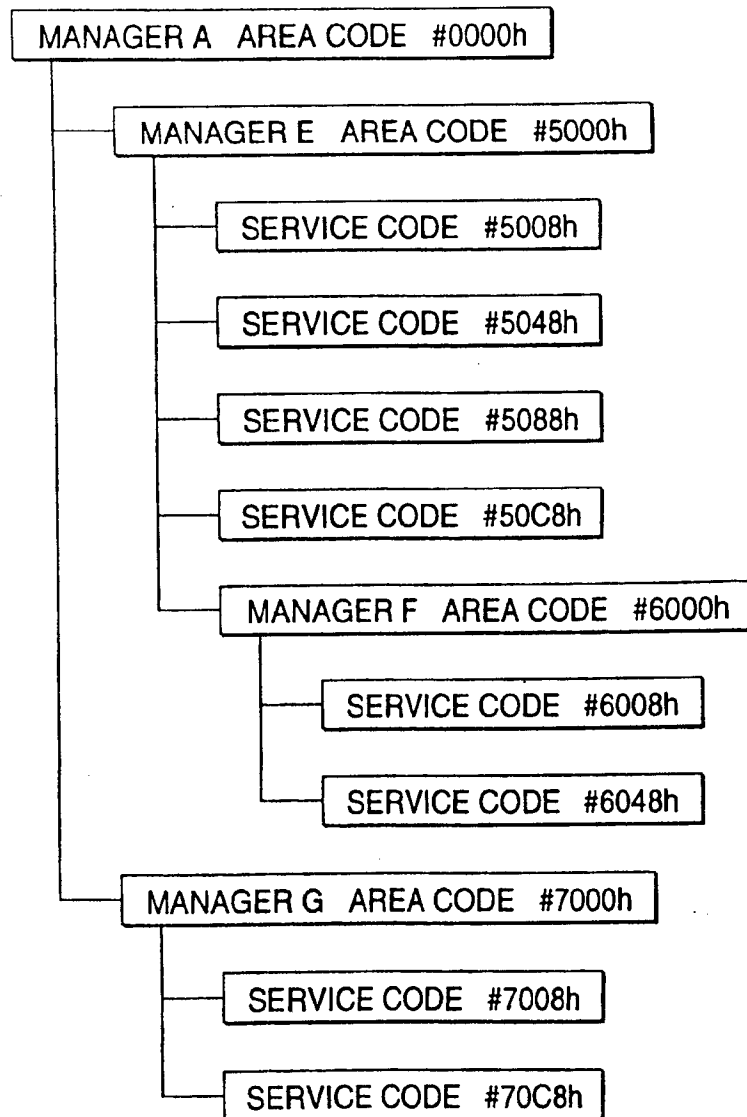 MANAGER A AREA CODE #0000h
MANAGER E AREA CODE #5000h
SERVICE CODE #5008h
SERVICE CODE #5048h
SERVICE CODE #5088h
SERVICE CODE #50C8h
MANAGER F AREA CODE #6000h
SERVICE CODE #6008h
SERVICE CODE #6048h
MANAGER G AREA CODE #7000h
SERVICE CODE #7008h
SERVICE CODE #70C8h